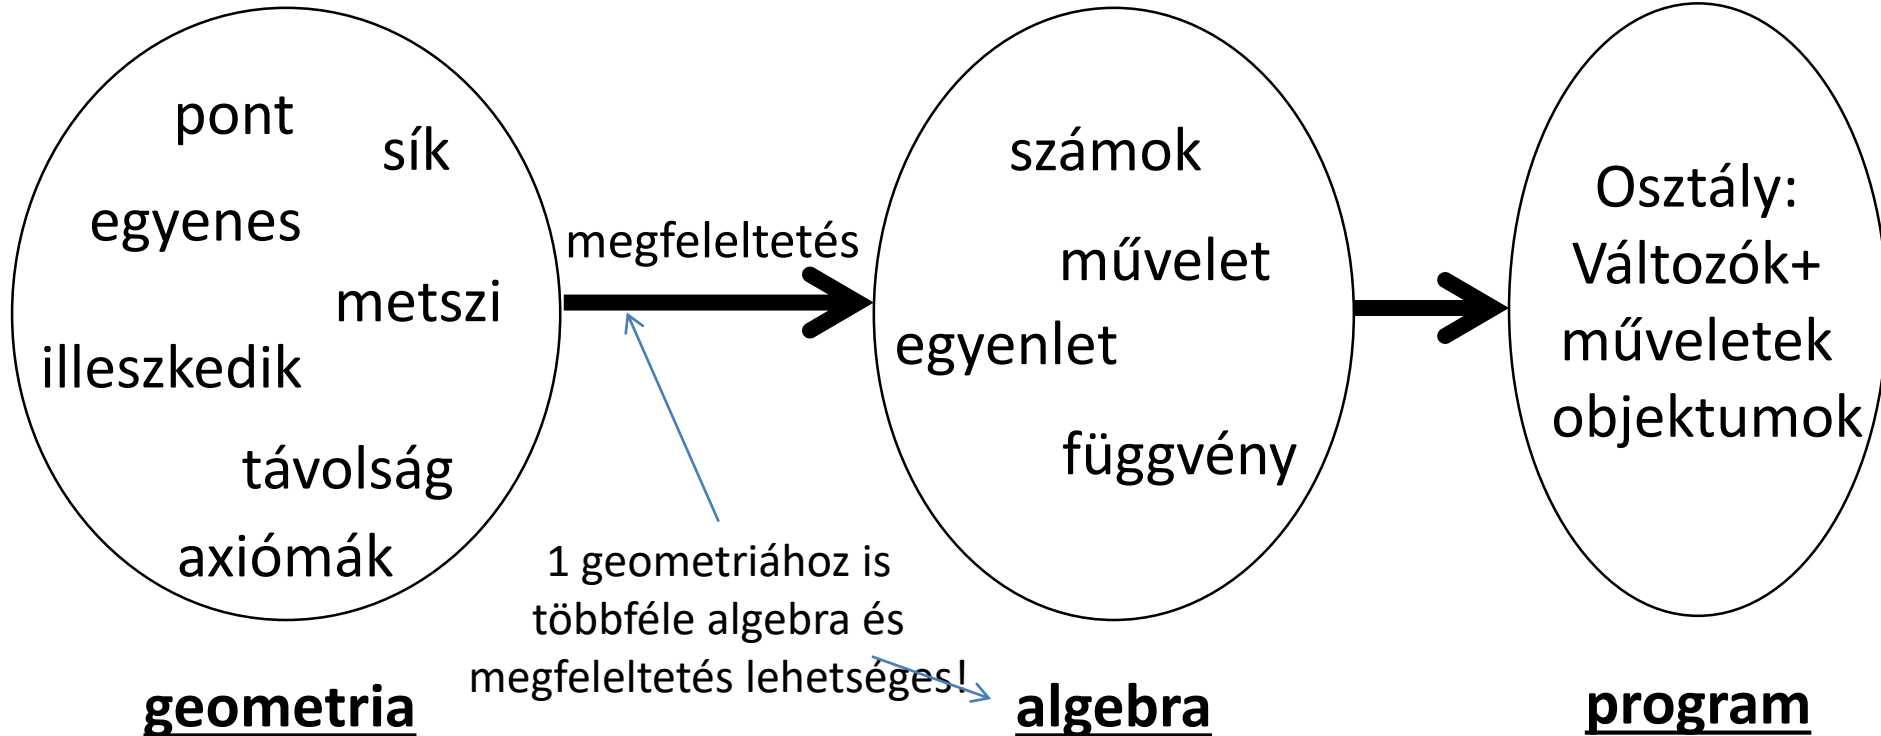 pont
sík
egyenes
metszi
illeszkedik
távolság
axiómák
geometria
megfeleltetés
1 geometriához is
többféle algebra és
megfeleltetés lehetséges!
számok
művelet
egyenlet
függvény
algebra
Osztály:
Változók+
műveletek
objektumok
program